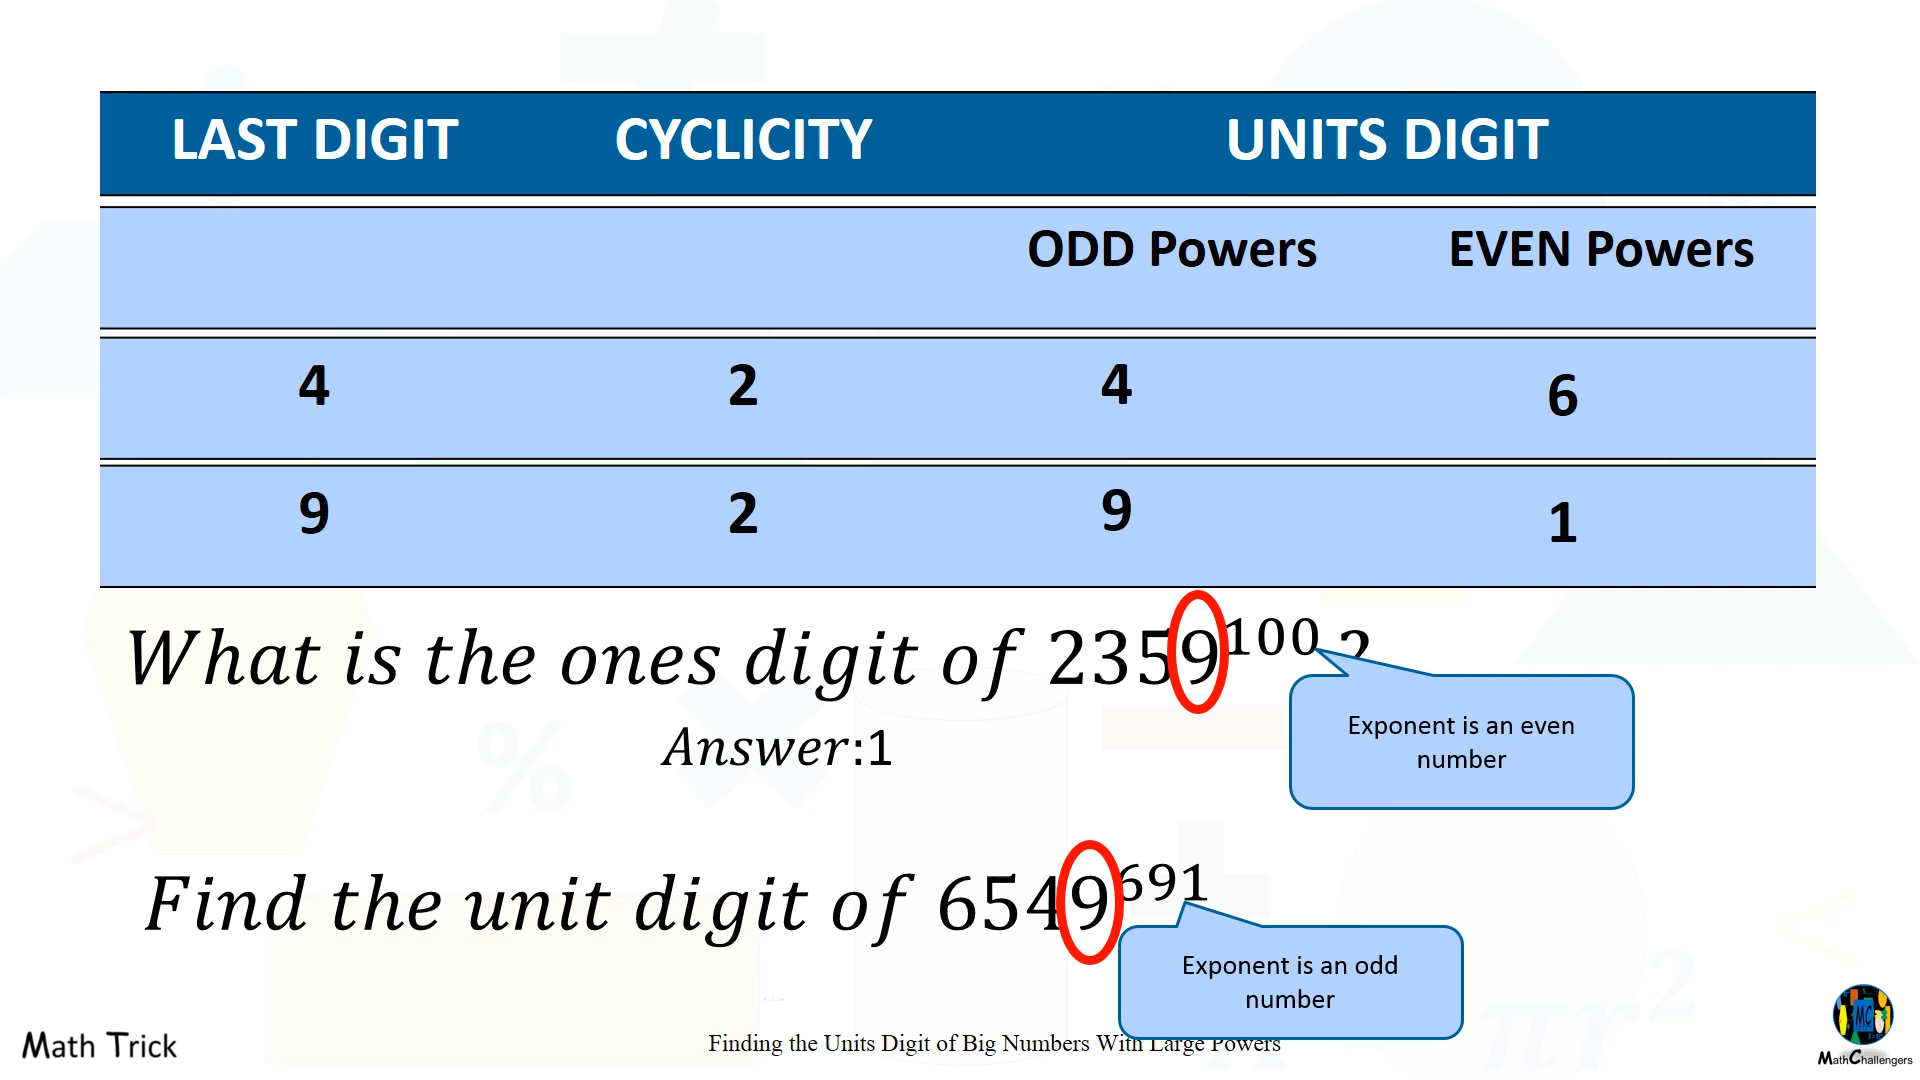 LAST DIGIT CYCLICITY UNITS DIGIT
ODD Powers EVEN Powers
4 2 4 6
9 2 9 1
What is the ones digit of 2359^100 ?
Exponent is an even
number
Answer:1
Find the unit digit of 6549^691
Exponent is an odd
number
% πr²
Math Trick
Finding the Units Digit of Big Numbers With Large Powers
MC
MathChallengers